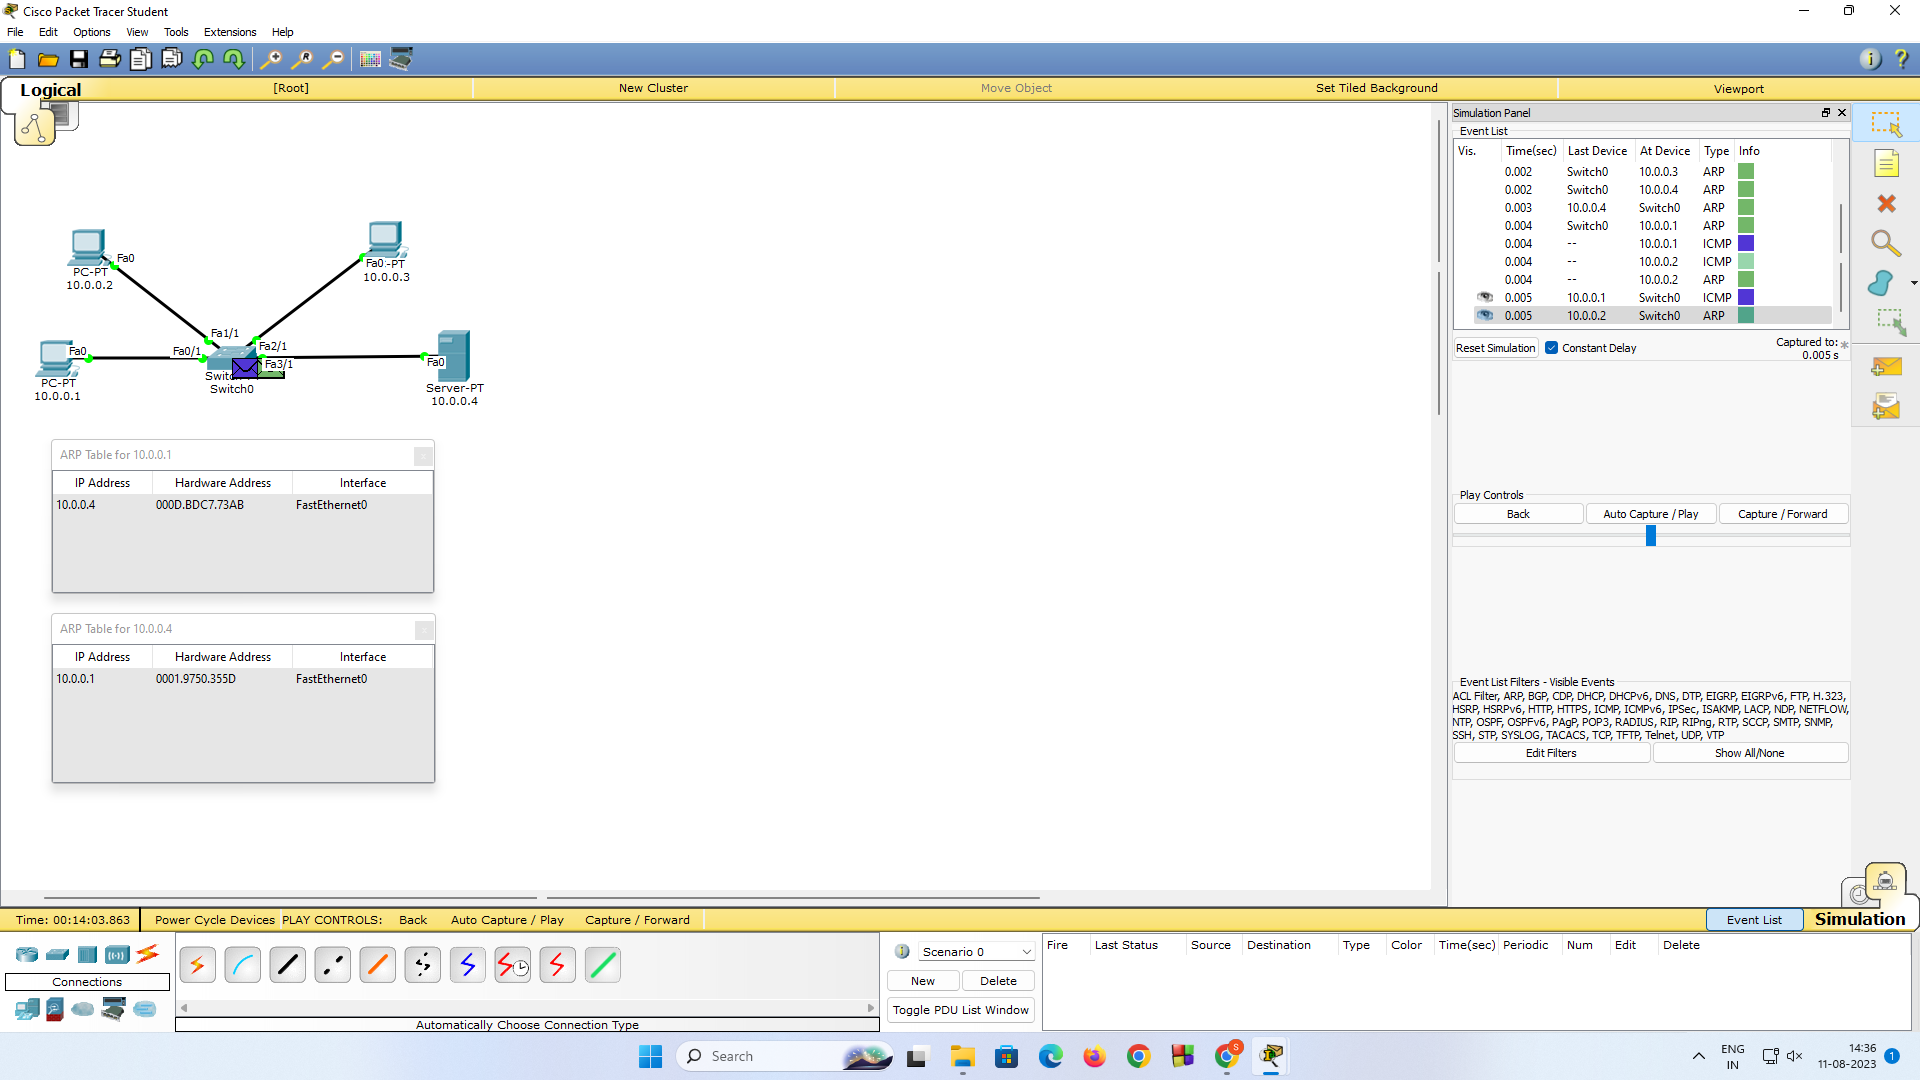 Cisco Packet Tracer Student
File Edit Options View Tools Extensions Help
Logical [Root] New Cluster Move Object Set Tiled Background Viewport
Simulation Panel
Event List
Vis. Time(sec) Last Device At Device Type Info
0.002 Switch0 10.0.0.3 ARP
0.002 Switch0 10.0.0.4 ARP
0.003 10.0.0.4 Switch0 ARP
0.004 Switch0 10.0.0.1 ARP
0.004 -- 10.0.0.1 ICMP
0.004 -- 10.0.0.2 ICMP
0.004 -- 10.0.0.2 ARP
0.005 10.0.0.1 Switch0 ICMP
0.005 10.0.0.2 Switch0 ARP
Reset Simulation Constant Delay Captured to: *
0.005 s
Fa0
PC-PT
10.0.0.2
Fa0 :-PT
10.0.0.3
Fa1/1
Fa2/1
Fa0 Fa0/1
Fa3/1
Fa0
PC-PT
10.0.0.1
Switch0
Server-PT
10.0.0.4
ARP Table for 10.0.0.1
IP Address Hardware Address Interface
10.0.0.4 000D.BDC7.73AB FastEthernet0
ARP Table for 10.0.0.4
IP Address Hardware Address Interface
10.0.0.1 0001.9750.355D FastEthernet0
Play Controls
Back Auto Capture / Play Capture / Forward
Event List Filters - Visible Events
ACL Filter, ARP, BGP, CDP, DHCP, DHCPv6, DNS, DTP, EIGRP, EIGRPv6, FTP, H.323,
HSRP, HSRPv6, HTTP, HTTPS, ICMP, ICMPv6, IPSec, ISAKMP, LACP, NDP, NETFLOW,
NTP, OSPF, OSPFv6, PAgP, POP3, RADIUS, RIP, RIPng, RTP, SCCP, SMTP, SNMP,
SSH, STP, SYSLOG, TACACS, TCP, TFTP, Telnet, UDP, VTP
Edit Filters Show All/None
Time: 00:14:03.863 Power Cycle Devices PLAY CONTROLS: Back Auto Capture / Play Capture / Forward Event List Simulation
Connections
Automatically Choose Connection Type
Scenario 0
New Delete
Toggle PDU List Window
Fire Last Status Source Destination Type Color Time(sec) Periodic Num Edit Delete
Search
S
ENG
IN
14:36
11-08-2023
1